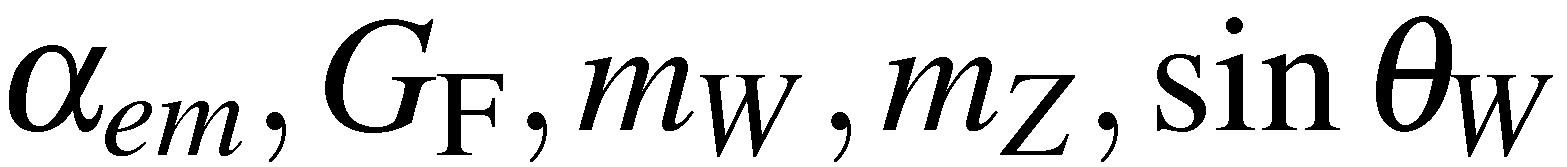 α_em, G_F, m_W, m_Z, sin θ_W